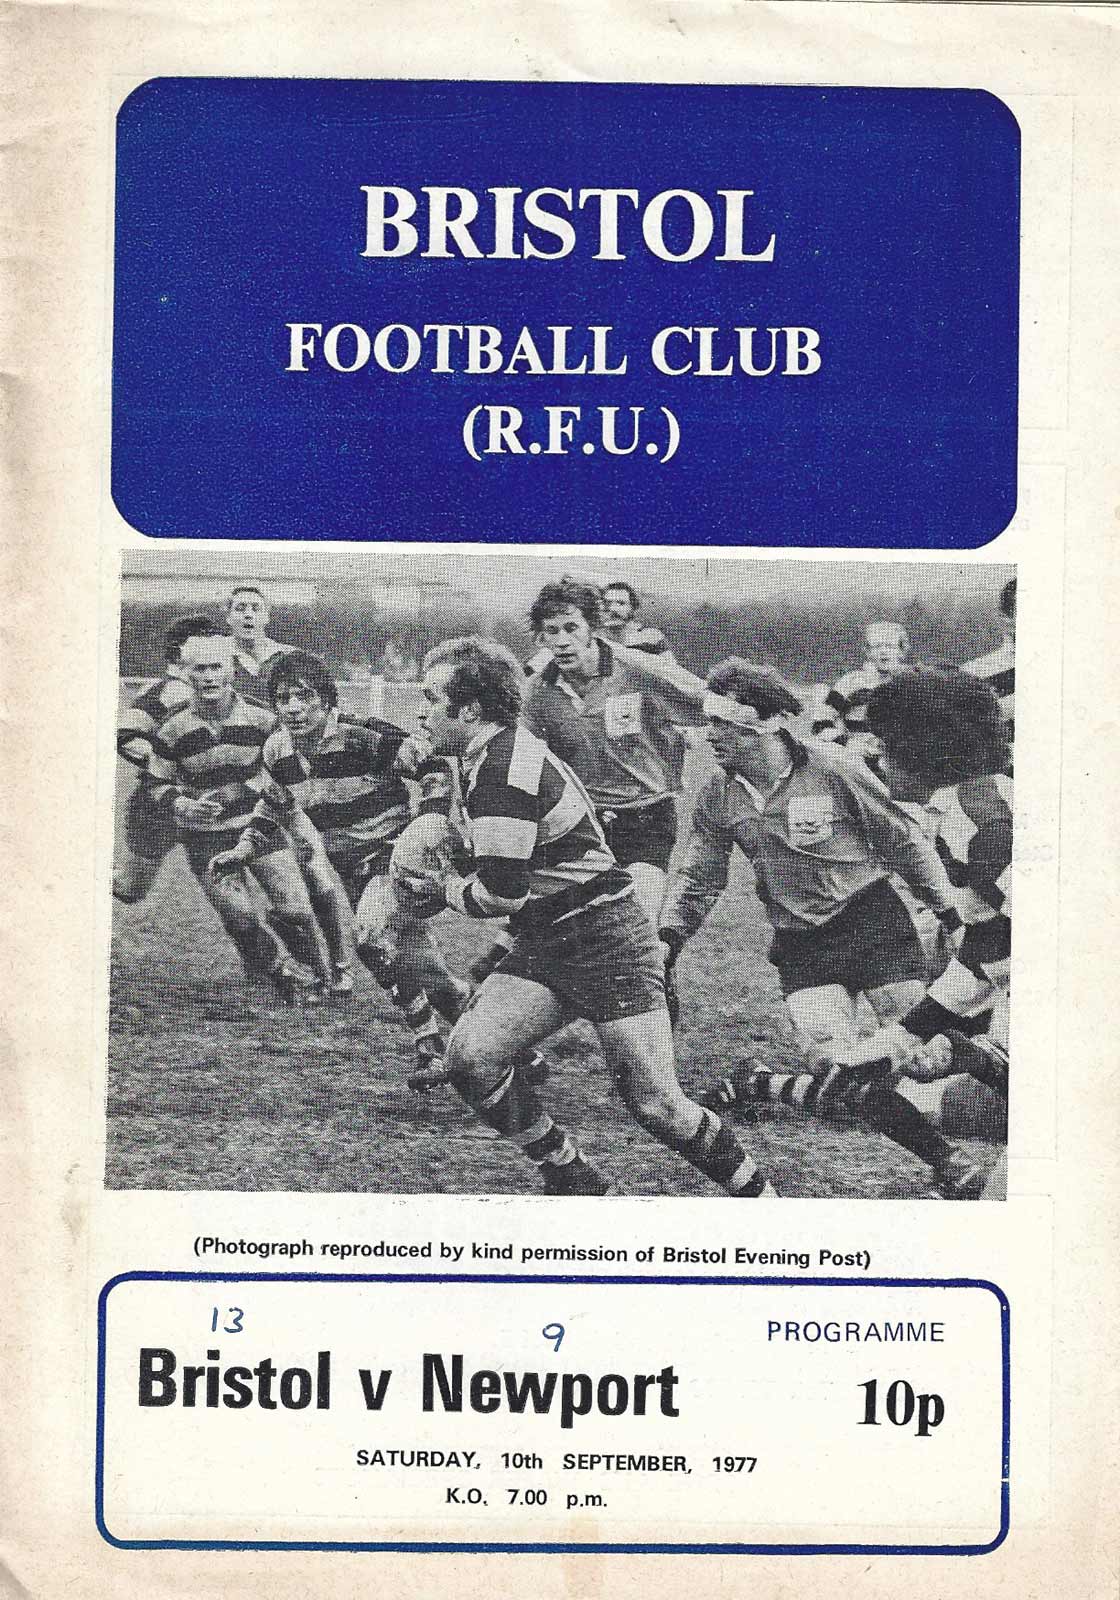 BRISTOL
FOOTBALL CLUB
(R.F.U.)
(Photograph reproduced by kind permission of Bristol Evening Post)
13
9
PROGRAMME
Bristol v Newport
10p
SATURDAY, 10th SEPTEMBER, 1977
K.O. 7.00 p.m.